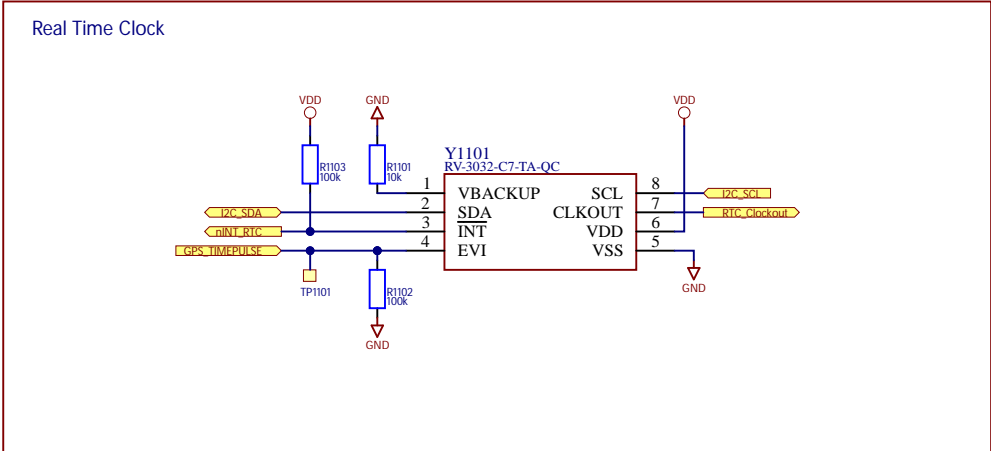 Real Time Clock
VDD
GND
VDD
R1103
100k
R1101
10k
Y1101
RV-3032-C7-TA-QC
1
VBACKUP
SCL
8
I2C_SCL
I2C_SDA
2
SDA
CLKOUT
7
RTC_Clockout
nINT_RTC
3
INT
VDD
6
GPS_TIMEPULSE
4
EVI
VSS
5
TP1101
R1102
100k
GND
GND